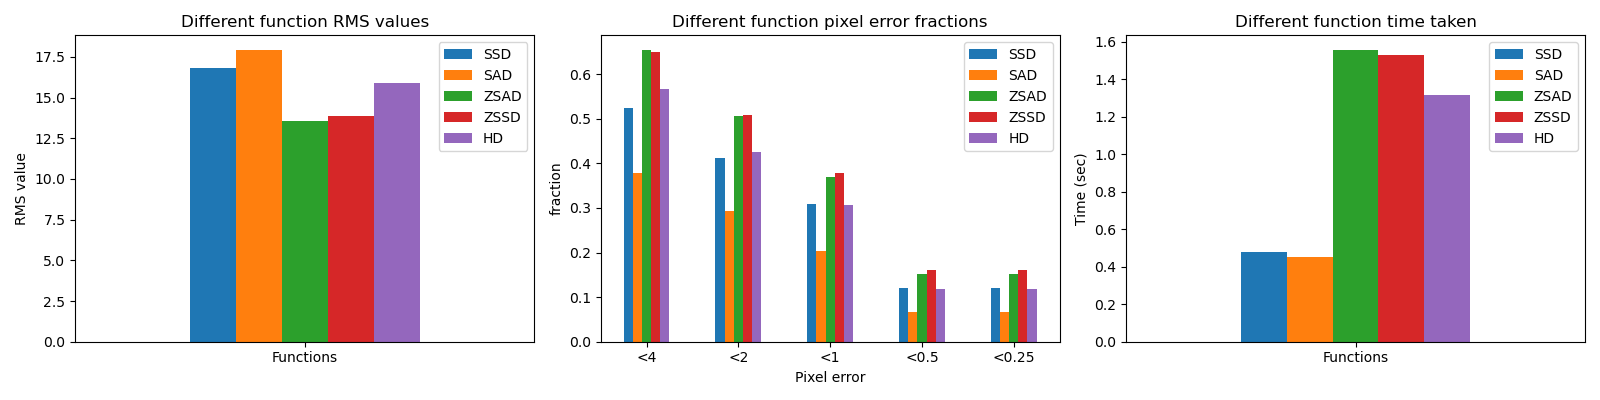 Different function RMS values
RMS value
17.5
15.0
12.5
10.0
7.5
5.0
2.5
0.0
Functions
SSD
SAD
ZSAD
ZSSD
HD
Different function pixel error fractions
fraction
0.6
0.5
0.4
0.3
0.2
0.1
0.0
<4
<2
<1
<0.5
<0.25
Pixel error
SSD
SAD
ZSAD
ZSSD
HD
Different function time taken
Time (sec)
1.6
1.4
1.2
1.0
0.8
0.6
0.4
0.2
0.0
Functions
SSD
SAD
ZSAD
ZSSD
HD